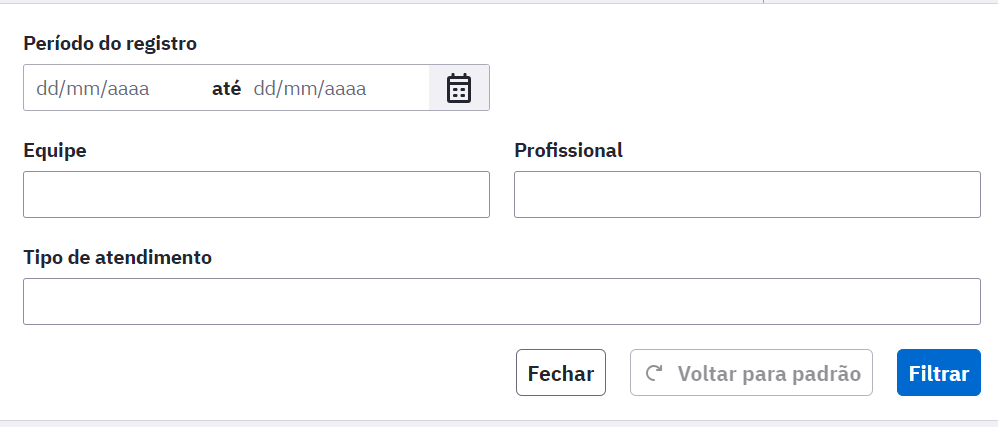 Período do registro
dd/mm/aaaa até dd/mm/aaaa
Equipe Profissional
Tipo de atendimento
Fechar Voltar para padrão Filtrar